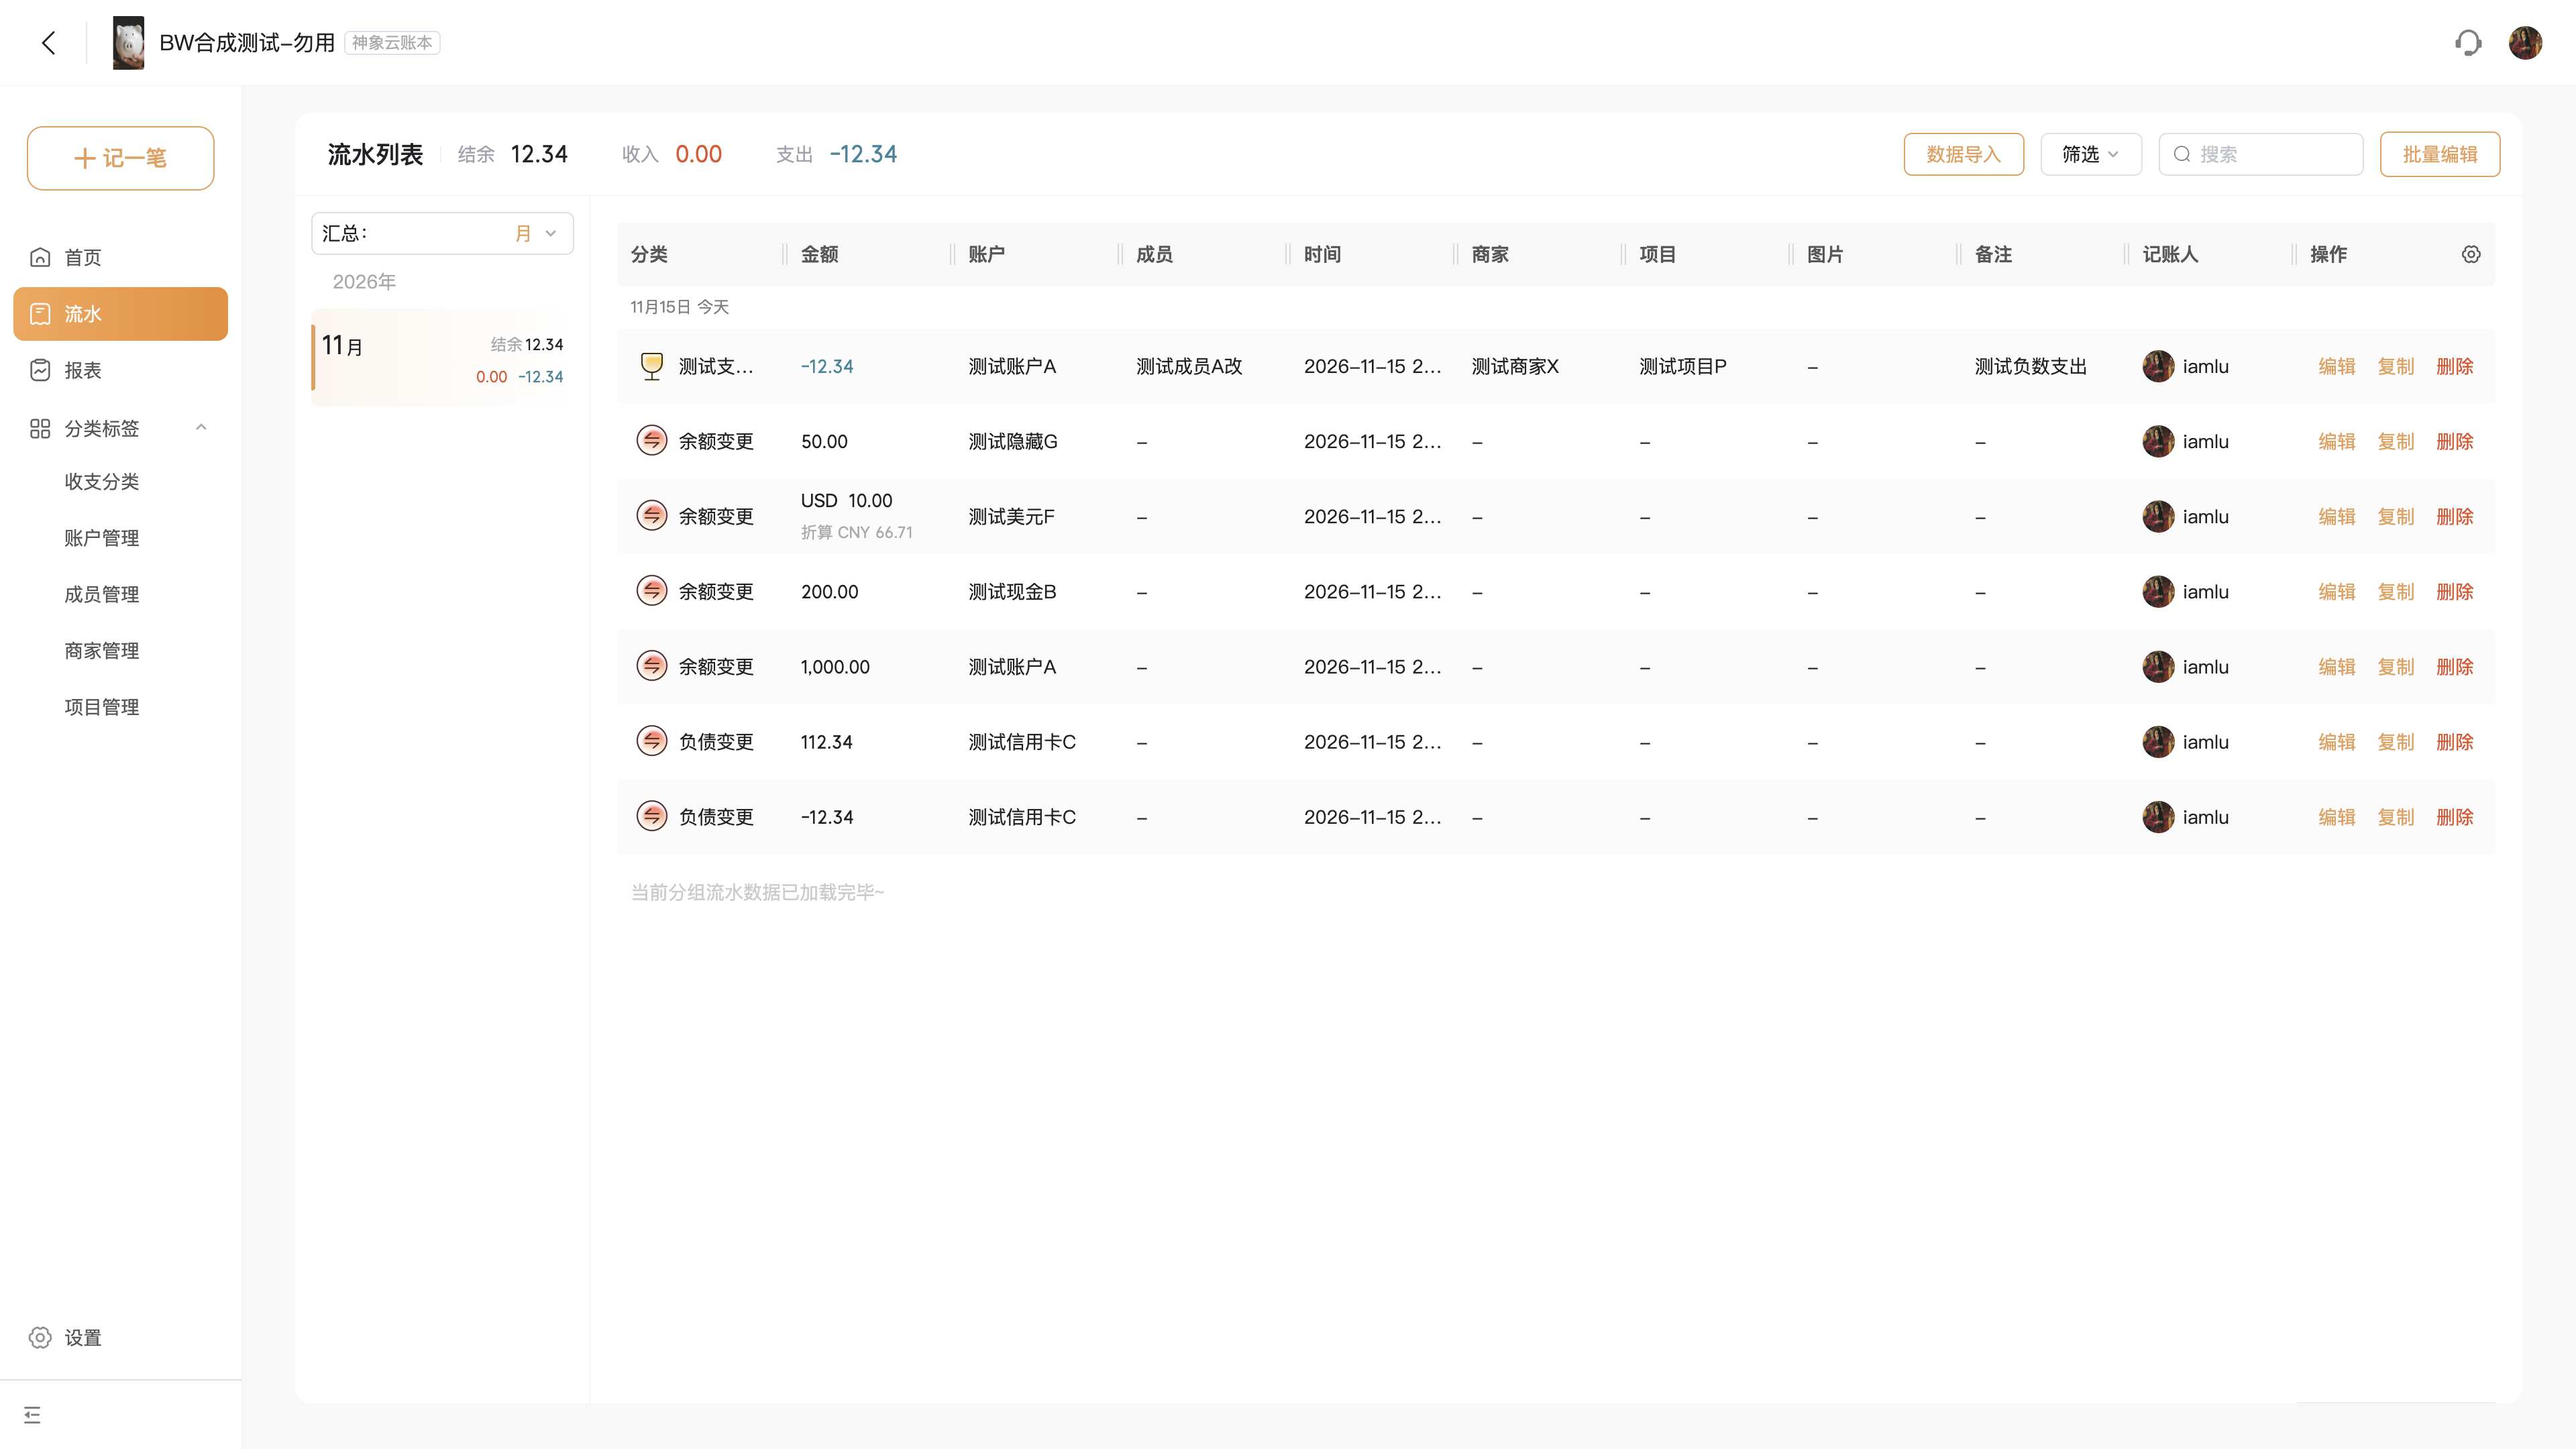 BW合成测试-勿用 神象云账本
记一笔
首页
流水
报表
分类标签
收支分类
账户管理
成员管理
商家管理
项目管理
设置
流水列表 结余 12.34 收入 0.00 支出 -12.34 数据导入 筛选 搜索 批量编辑
汇总: 月
2026年
11月 结余12.34
0.00 -12.34
分类 金额 账户 成员 时间 商家 项目 图片 备注 记账人 操作
11月15日 今天
测试支... -12.34 测试账户A 测试成员A改 2026-11-15 2... 测试商家X 测试项目P - 测试负数支出 iamlu 编辑 复制 删除
余额变更 50.00 测试隐藏G - 2026-11-15 2... - - - - iamlu 编辑 复制 删除
余额变更 USD 10.00 测试美元F - 2026-11-15 2... - - - - iamlu 编辑 复制 删除
折算 CNY 66.71
余额变更 200.00 测试现金B - 2026-11-15 2... - - - - iamlu 编辑 复制 删除
余额变更 1,000.00 测试账户A - 2026-11-15 2... - - - - iamlu 编辑 复制 删除
负债变更 112.34 测试信用卡C - 2026-11-15 2... - - - - iamlu 编辑 复制 删除
负债变更 -12.34 测试信用卡C - 2026-11-15 2... - - - - iamlu 编辑 复制 删除
当前分组流水数据已加载完毕~